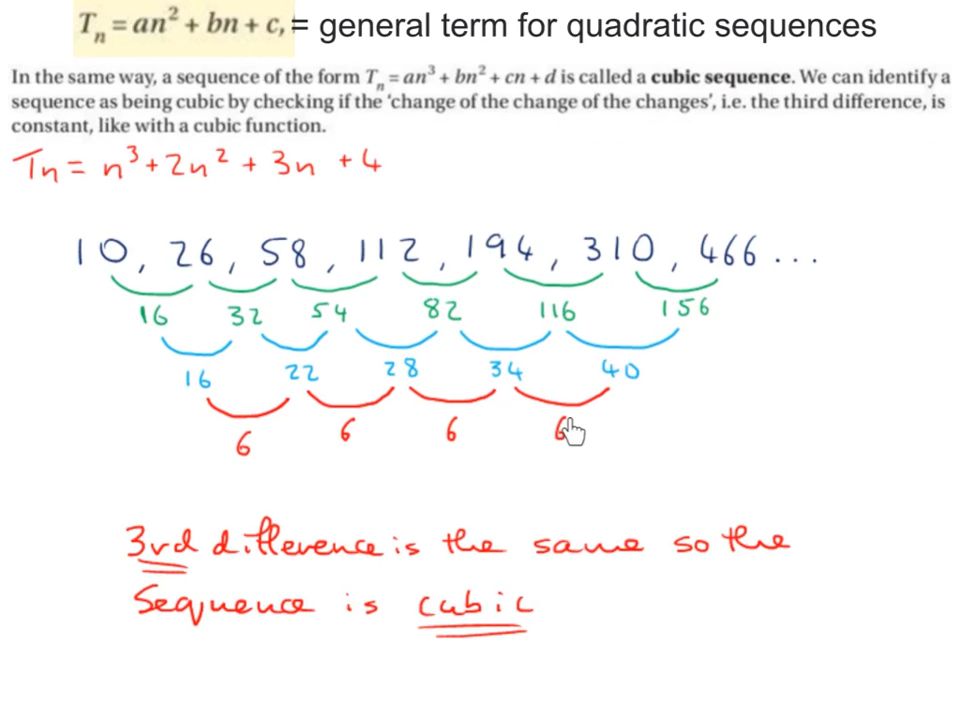 Tₙ = an² + bn + c, = general term for quadratic sequences
In the same way, a sequence of the form Tₙ = an³ + bn² + cn + d is called a cubic sequence. We can identify a
sequence as being cubic by checking if the 'change of the change of the changes', i.e. the third difference, is
constant, like with a cubic function.
Tn = n³ + 2n² + 3n + 4
10, 26, 58, 112, 194, 310, 466 ...
16 32 54 82 116 156
16 22 28 34 40
6 6 6 6
3rd difference is the same so the
Sequence is cubic